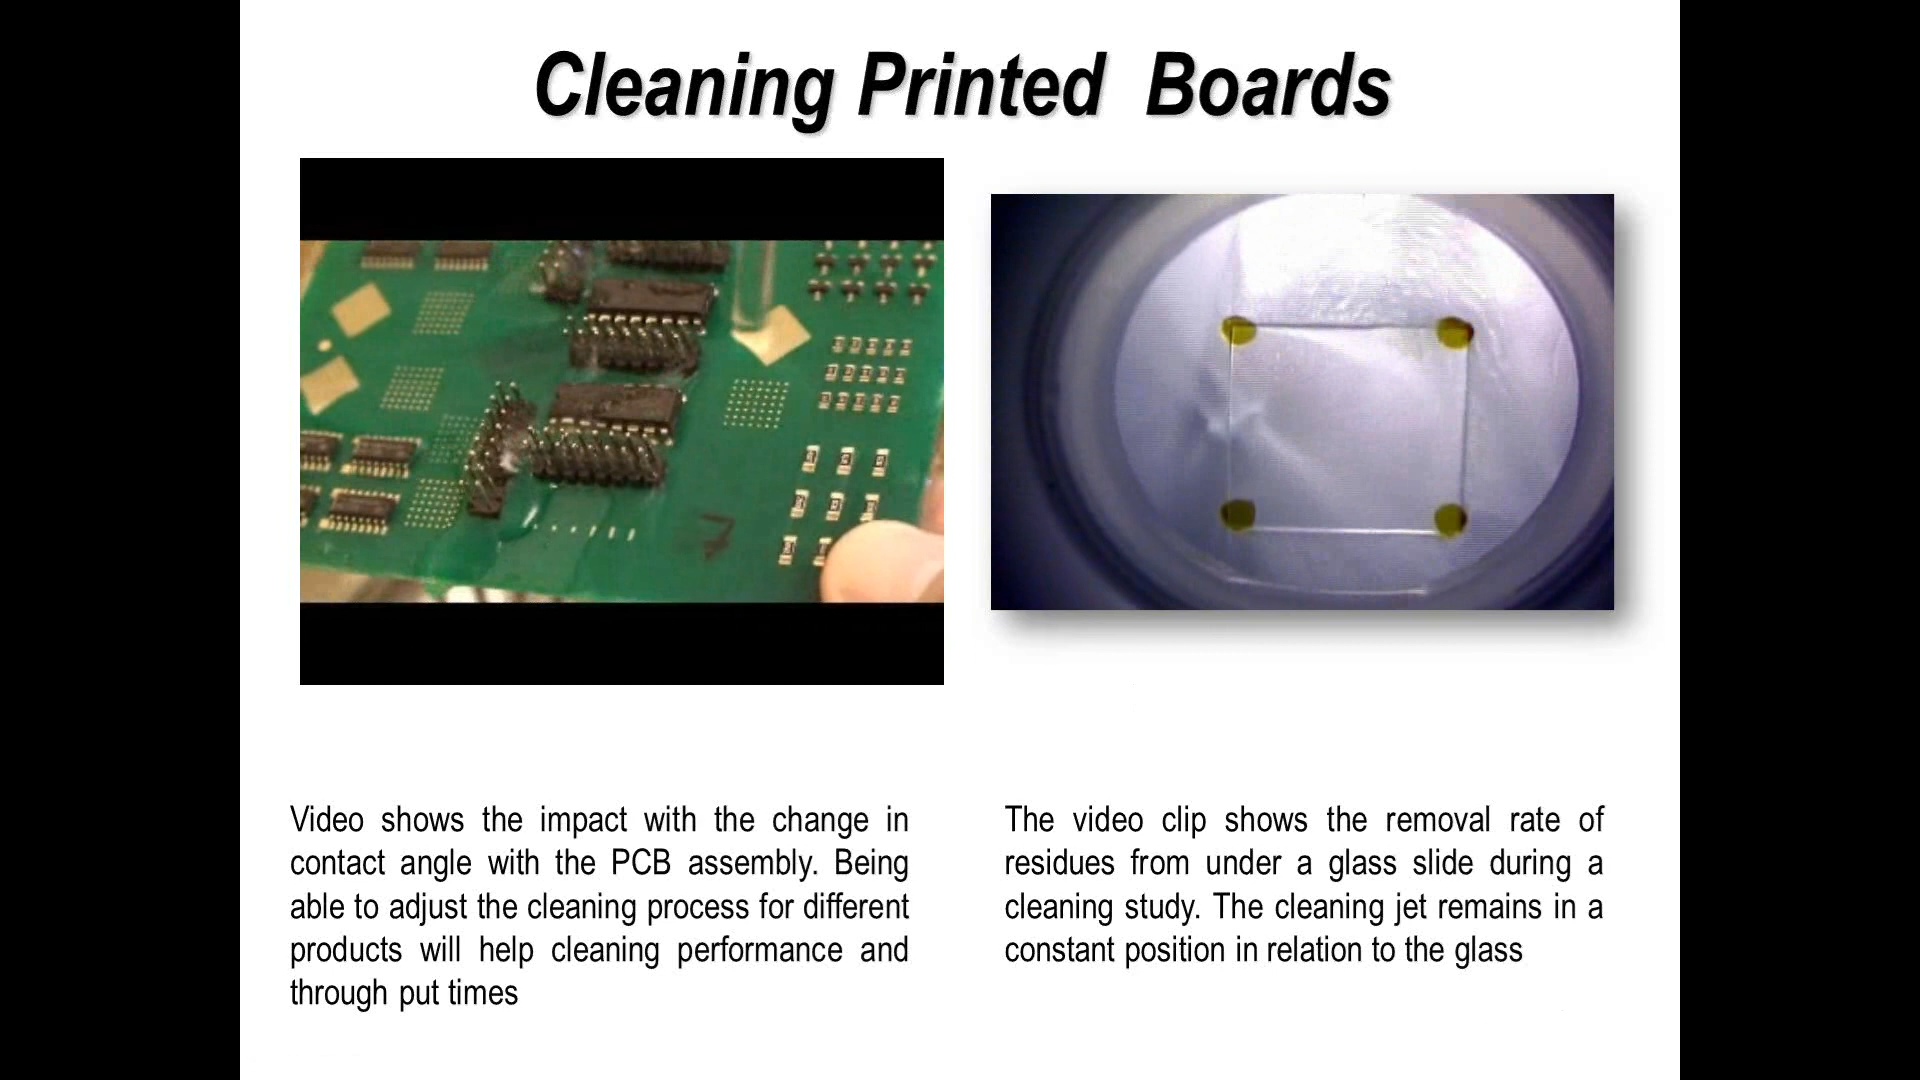 Cleaning Printed Boards
7
Video shows the impact with the change in
contact angle with the PCB assembly. Being
able to adjust the cleaning process for different
products will help cleaning performance and
through put times
The video clip shows the removal rate of
residues from under a glass slide during a
cleaning study. The cleaning jet remains in a
constant position in relation to the glass